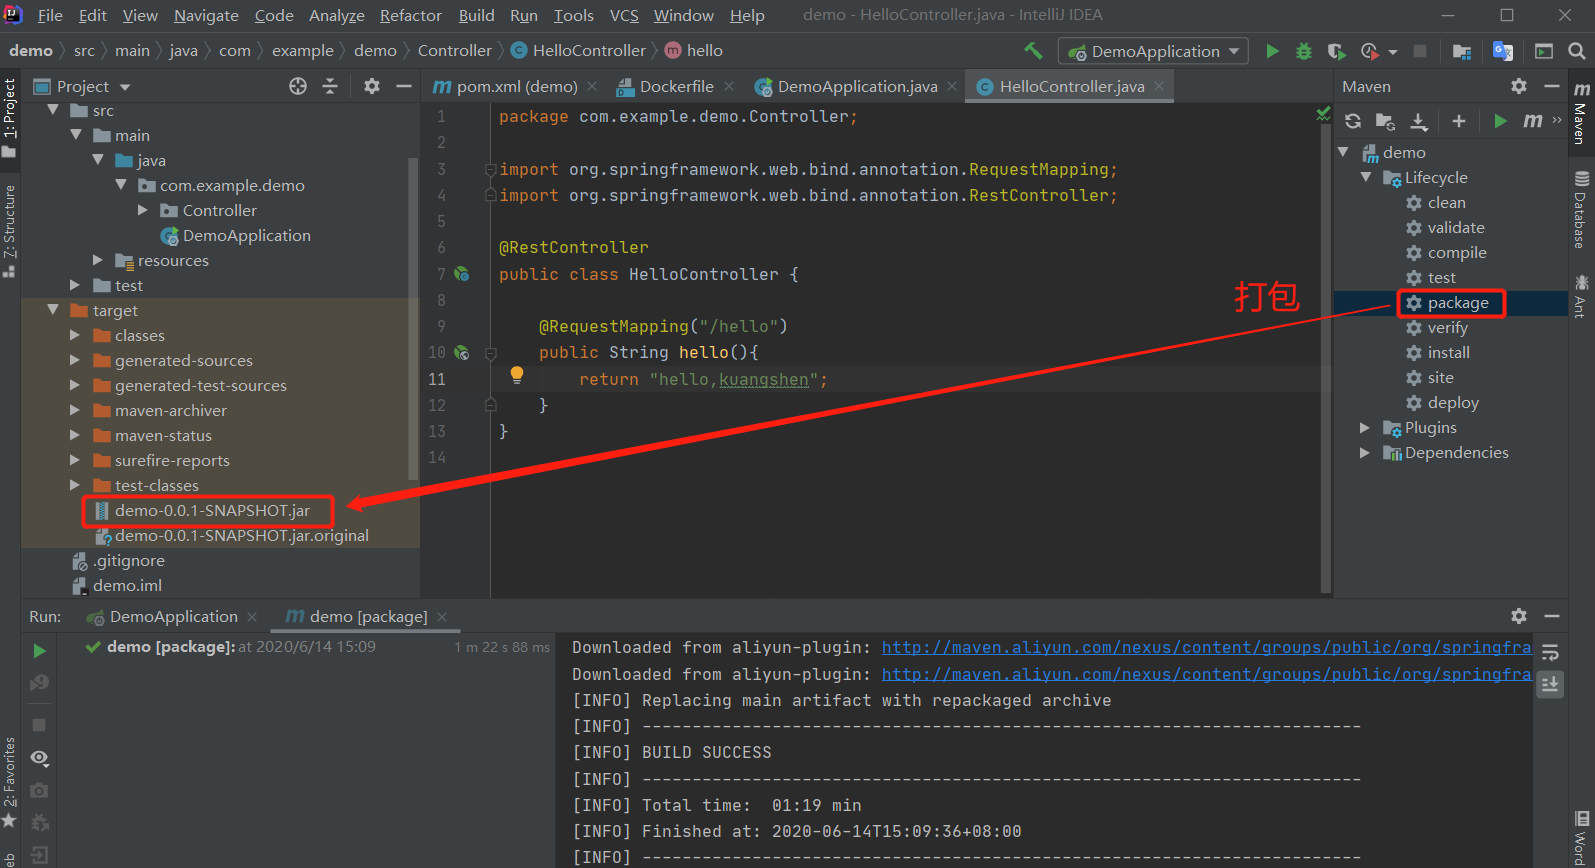 File Edit View Navigate Code Analyze Refactor Build Run Tools VCS Window Help demo - HelloController.java - IntelliJ IDEA
demo src main java com example demo Controller HelloController hello DemoApplication
1: Project
7: Structure
2: Favorites
Project
src
main
java
com.example.demo
Controller
DemoApplication
resources
test
target
classes
generated-sources
generated-test-sources
maven-archiver
maven-status
surefire-reports
test-classes
demo-0.0.1-SNAPSHOT.jar
demo-0.0.1-SNAPSHOT.jar.original
.gitignore
demo.iml
pom.xml (demo) Dockerfile DemoApplication.java HelloController.java
1 package com.example.demo.Controller;
2
3 import org.springframework.web.bind.annotation.RequestMapping;
4 import org.springframework.web.bind.annotation.RestController;
5
6 @RestController
7 public class HelloController {
8
9 @RequestMapping("/hello")
10 public String hello(){
11 return "hello,kuangshen";
12 }
13 }
14
打包
Maven
demo
Lifecycle
clean
validate
compile
test
package
verify
install
site
deploy
Plugins
Dependencies
Maven
Database
Ant
Word
Run: DemoApplication demo [package]
demo [package]: at 2020/6/14 15:09 1 m 22 s 88 ms
Downloaded from aliyun-plugin: http://maven.aliyun.com/nexus/content/groups/public/org/springfra
Downloaded from aliyun-plugin: http://maven.aliyun.com/nexus/content/groups/public/org/springfra
[INFO] Replacing main artifact with repackaged archive
[INFO] ------------------------------------------------------------------------
[INFO] BUILD SUCCESS
[INFO] ------------------------------------------------------------------------
[INFO] Total time:  01:19 min
[INFO] Finished at: 2020-06-14T15:09:36+08:00
[INFO] ------------------------------------------------------------------------